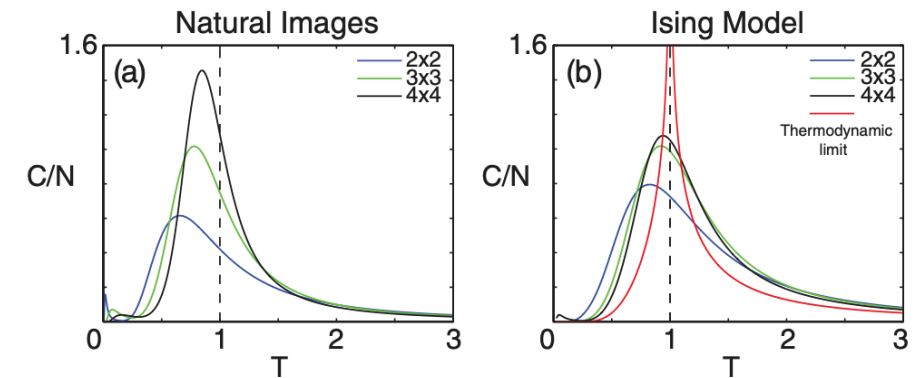 Natural Images
1.6
(a)
2x2
3x3
4x4
C/N
0
1
2
3
T
Ising Model
1.6
(b)
2x2
3x3
4x4
Thermodynamic
limit
C/N
0
1
2
3
T